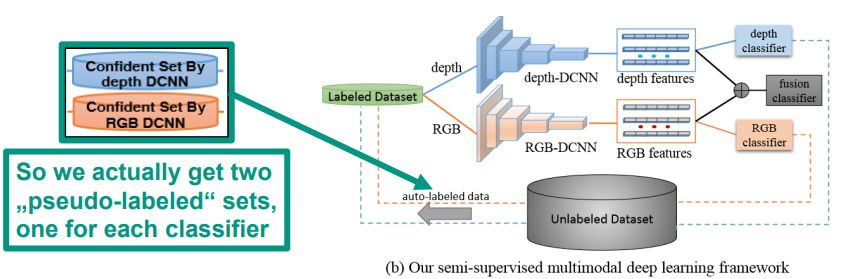 Confident Set By
depth DCNN
Confident Set By
RGB DCNN
So we actually get two
„pseudo-labeled“ sets,
one for each classifier
Labeled Dataset
depth
RGB
depth-DCNN
RGB-DCNN
depth features
RGB features
depth
classifier
fusion
classifier
RGB
classifier
auto-labeled data
Unlabeled Dataset
(b) Our semi-supervised multimodal deep learning framework